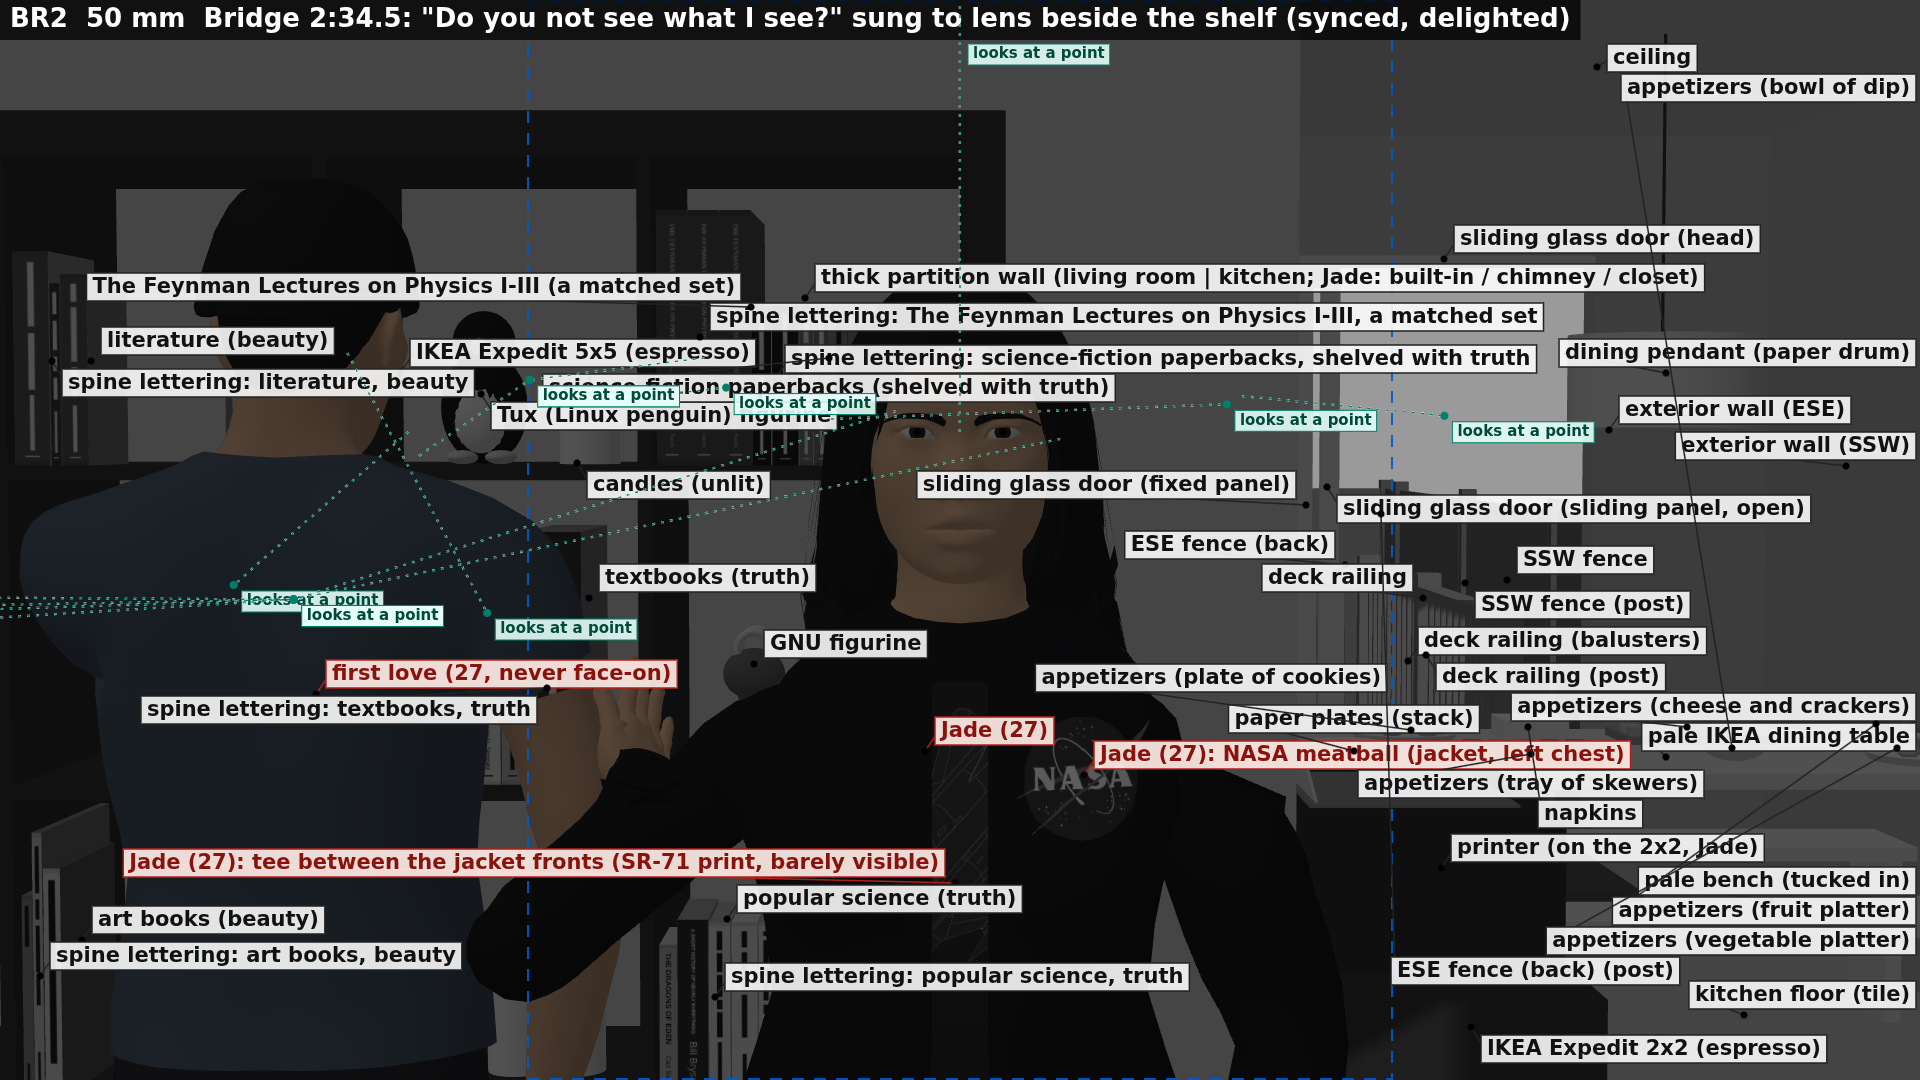 BR2 50 mm Bridge 2:34.5: "Do you not see what I see?" sung to lens beside the shelf (synced, delighted)
looks at a point
ceiling
appetizers (bowl of dip)
sliding glass door (head)
thick partition wall (living room | kitchen; Jade: built-in / chimney / closet)
The Feynman Lectures on Physics I-III (a matched set)
spine lettering: The Feynman Lectures on Physics I-III, a matched set
literature (beauty)
IKEA Expedit 5x5 (espresso)
spine lettering: science-fiction paperbacks, shelved with truth
dining pendant (paper drum)
spine lettering: literature, beauty
science-fiction paperbacks (shelved with truth)
looks at a point
looks at a point
Tux (Linux penguin) figurine
looks at a point
looks at a point
exterior wall (ESE)
exterior wall (SSW)
candles (unlit)
sliding glass door (fixed panel)
sliding glass door (sliding panel, open)
ESE fence (back)
SSW fence
textbooks (truth)
deck railing
looks at a point
looks at a point
looks at a point
SSW fence (post)
GNU figurine
deck railing (balusters)
first love (27, never face-on)
appetizers (plate of cookies)
deck railing (post)
spine lettering: textbooks, truth
appetizers (cheese and crackers)
paper plates (stack)
Jade (27)
pale IKEA dining table
Jade (27): NASA meatball (jacket, left chest)
NASA
appetizers (tray of skewers)
napkins
printer (on the 2x2, Jade)
Jade (27): tee between the jacket fronts (SR-71 print, barely visible)
pale bench (tucked in)
popular science (truth)
appetizers (fruit platter)
art books (beauty)
appetizers (vegetable platter)
spine lettering: art books, beauty
spine lettering: popular science, truth
ESE fence (back) (post)
kitchen floor (tile)
THE DRAGONS OF EDEN
IKEA Expedit 2x2 (espresso)